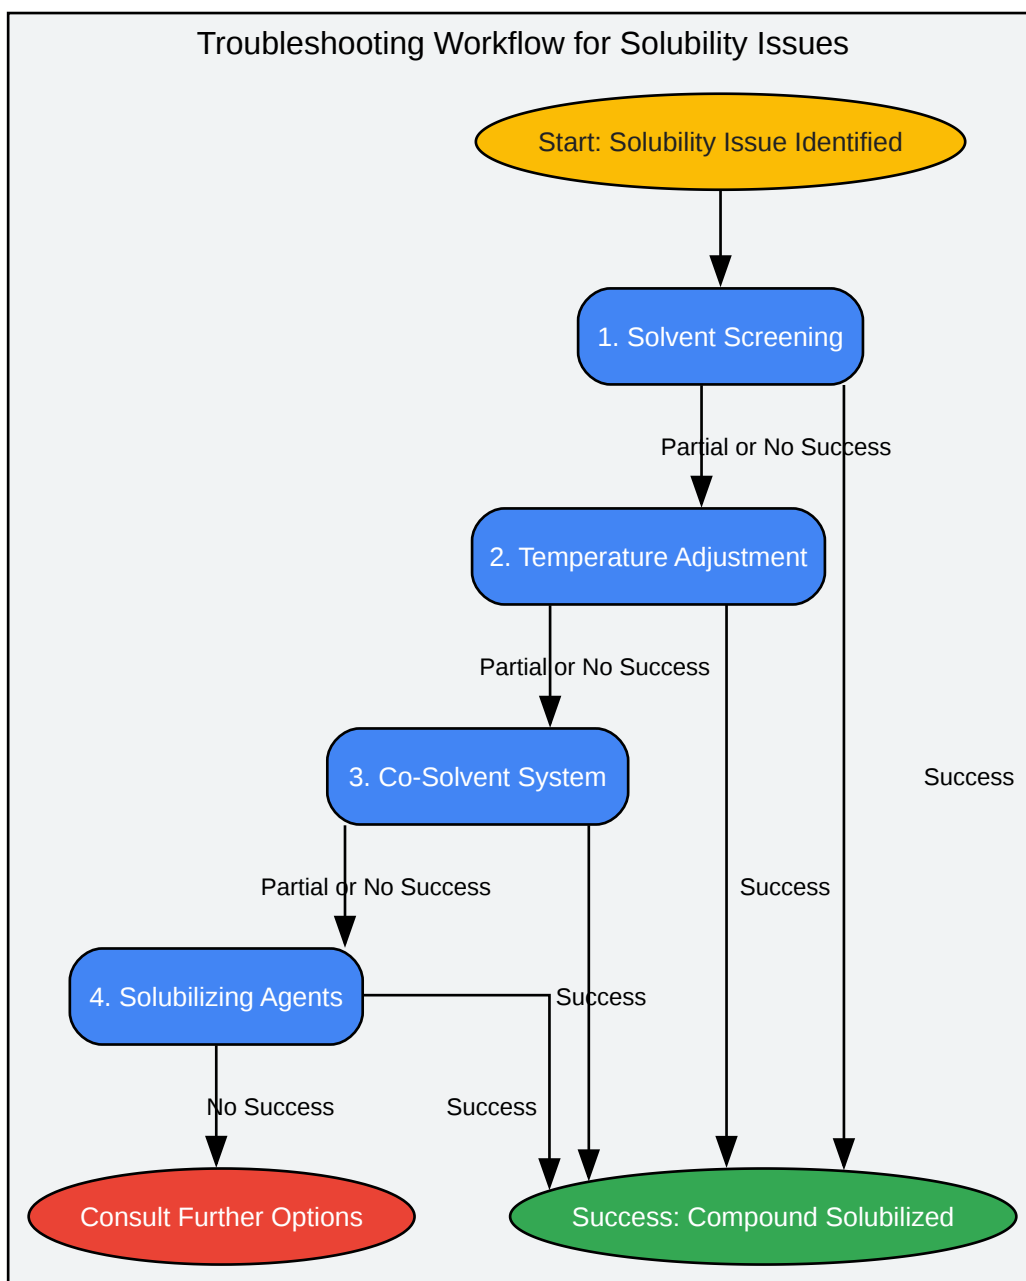 Troubleshooting Workflow for Solubility Issues
Start: Solubility Issue Identified
1. Solvent Screening
Partial or No Success
2. Temperature Adjustment
Partial or No Success
3. Co-Solvent System
Success
Partial or No Success
Success
4. Solubilizing Agents
Success
No Success
Success
Consult Further Options
Success: Compound Solubilized